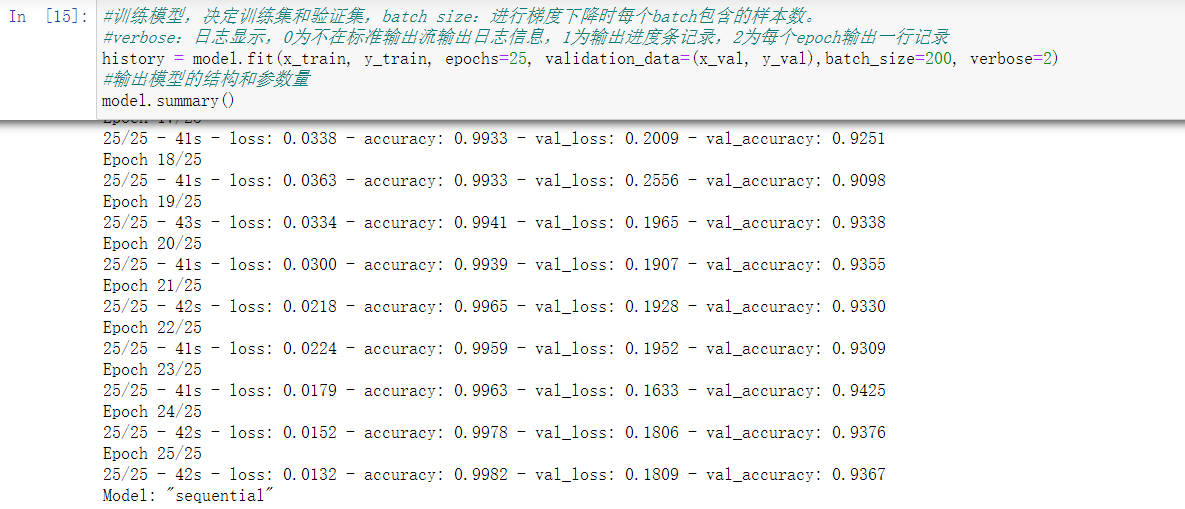 In [15]:
#训练模型，决定训练集和验证集，batch size：进行梯度下降时每个batch包含的样本数。
#verbose：日志显示，0为不在标准输出流输出日志信息，1为输出进度条记录，2为每个epoch输出一行记录
history = model.fit(x_train, y_train, epochs=25, validation_data=(x_val, y_val),batch_size=200, verbose=2)
#输出模型的结构和参数量
model.summary()
25/25 - 41s - loss: 0.0338 - accuracy: 0.9933 - val_loss: 0.2009 - val_accuracy: 0.9251
Epoch 18/25
25/25 - 41s - loss: 0.0363 - accuracy: 0.9933 - val_loss: 0.2556 - val_accuracy: 0.9098
Epoch 19/25
25/25 - 43s - loss: 0.0334 - accuracy: 0.9941 - val_loss: 0.1965 - val_accuracy: 0.9338
Epoch 20/25
25/25 - 41s - loss: 0.0300 - accuracy: 0.9939 - val_loss: 0.1907 - val_accuracy: 0.9355
Epoch 21/25
25/25 - 42s - loss: 0.0218 - accuracy: 0.9965 - val_loss: 0.1928 - val_accuracy: 0.9330
Epoch 22/25
25/25 - 41s - loss: 0.0224 - accuracy: 0.9959 - val_loss: 0.1952 - val_accuracy: 0.9309
Epoch 23/25
25/25 - 41s - loss: 0.0179 - accuracy: 0.9963 - val_loss: 0.1633 - val_accuracy: 0.9425
Epoch 24/25
25/25 - 42s - loss: 0.0152 - accuracy: 0.9978 - val_loss: 0.1806 - val_accuracy: 0.9376
Epoch 25/25
25/25 - 42s - loss: 0.0132 - accuracy: 0.9982 - val_loss: 0.1809 - val_accuracy: 0.9367
Model: "sequential"